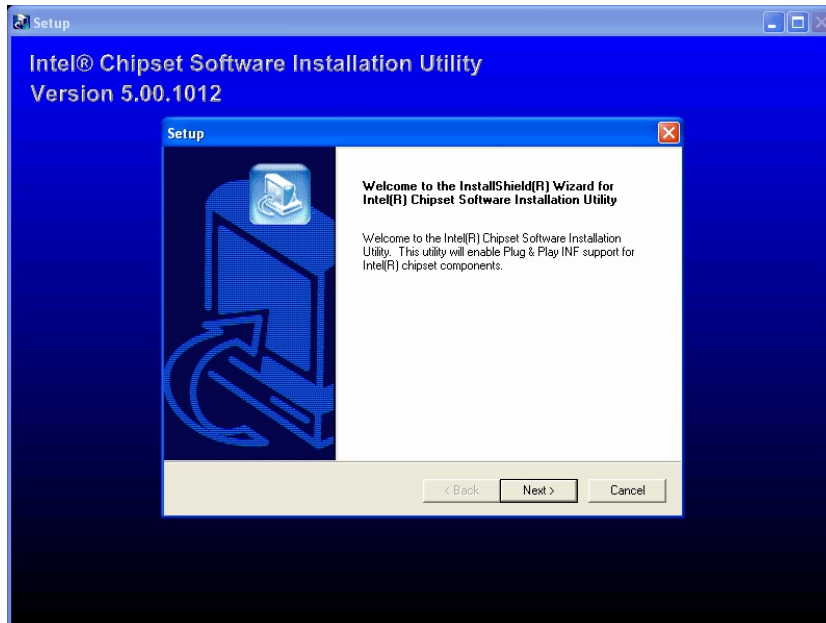 Setup
Intel® Chipset Software Installation Utility
Version 5.00.1012
Setup
Welcome to the InstallShield(R) Wizard for
Intel(R) Chipset Software Installation Utility
Welcome to the Intel(R) Chipset Software Installation
Utility. This utility will enable Plug & Play INF support for
Intel(R) chipset components.
< Back Next > Cancel